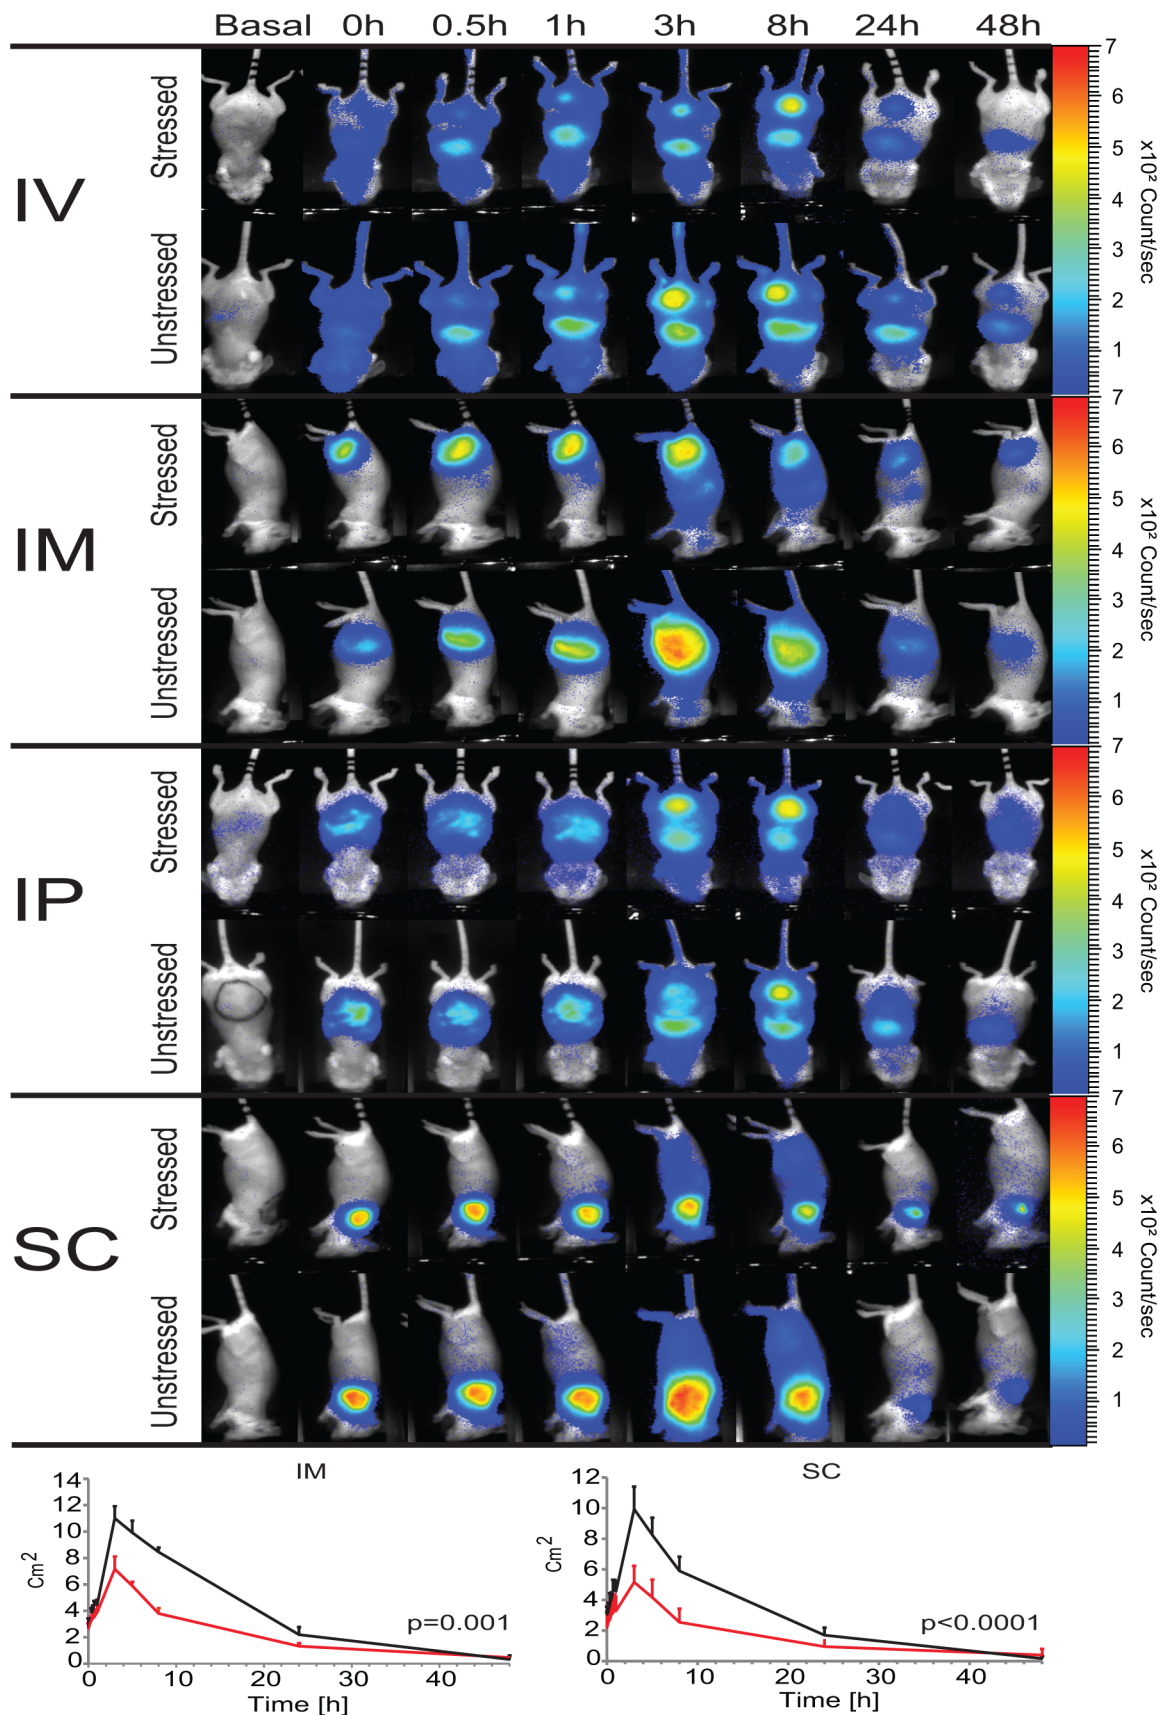 Basal 0h 0.5h 1h 3h 8h 24h 48h
IV
Stressed
Unstressed
7
6
5
4
3
2
1
x10² Count/sec
IM
Stressed
Unstressed
7
6
5
4
3
2
1
x10² Count/sec
IP
Stressed
Unstressed
7
6
5
4
3
2
1
x10² Count/sec
SC
Stressed
Unstressed
7
6
5
4
3
2
1
x10² Count/sec
IM
14
12
10
8
6
4
2
0
Cm²
p=0.001
0 10 20 30 40
Time [h]
SC
12
10
8
6
4
2
0
Cm²
p<0.0001
0 10 20 30 40
Time [h]